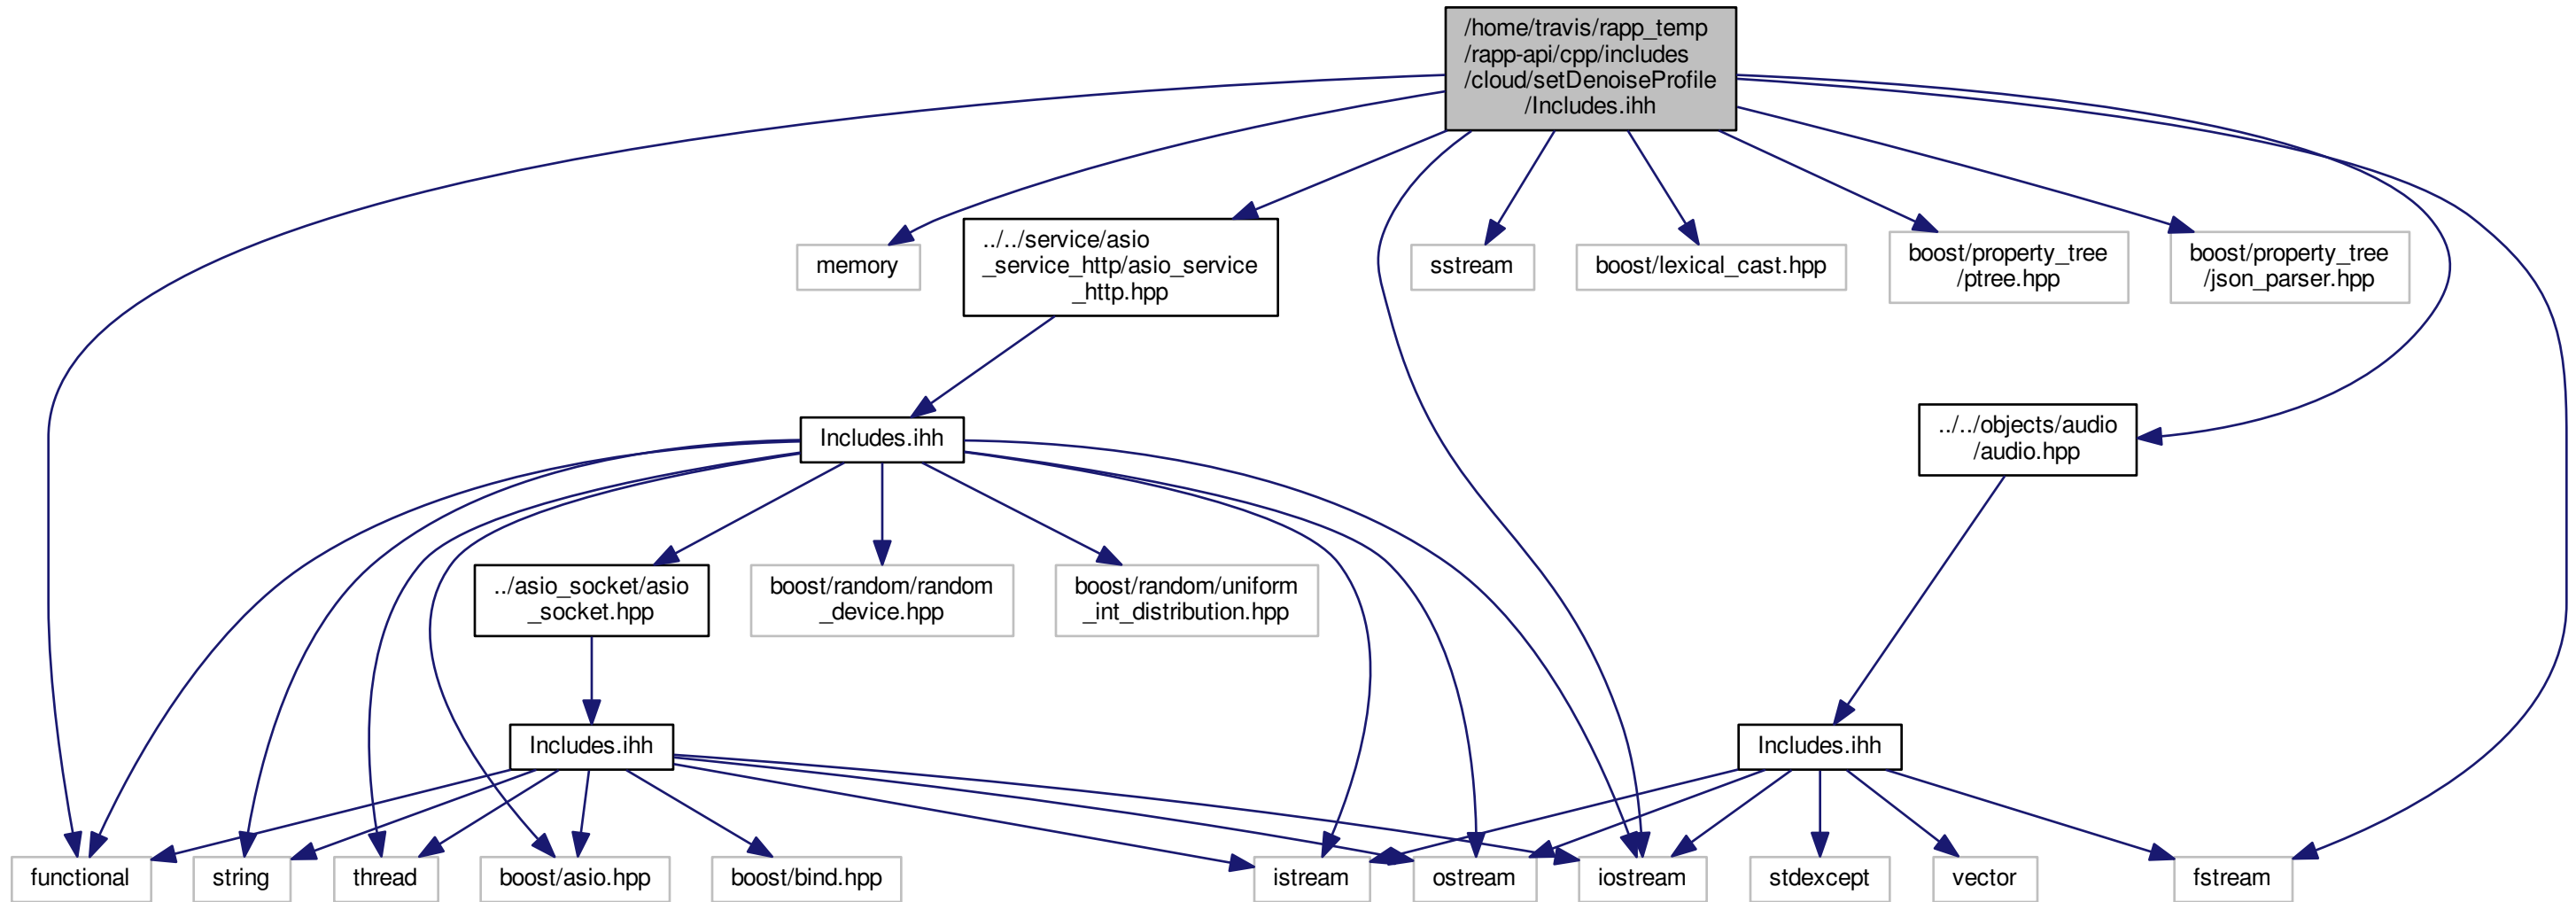 /home/travis/rapp_temp
/rapp-api/cpp/includes
/cloud/setDenoiseProfile
/Includes.ihh
memory
../../service/asio
_service_http/asio_service
_http.hpp
sstream
boost/lexical_cast.hpp
boost/property_tree
/ptree.hpp
boost/property_tree
/json_parser.hpp
Includes.ihh
../../objects/audio
/audio.hpp
../asio_socket/asio
_socket.hpp
boost/random/random
_device.hpp
boost/random/uniform
_int_distribution.hpp
Includes.ihh
Includes.ihh
functional
string
thread
boost/asio.hpp
boost/bind.hpp
istream
ostream
iostream
stdexcept
vector
fstream